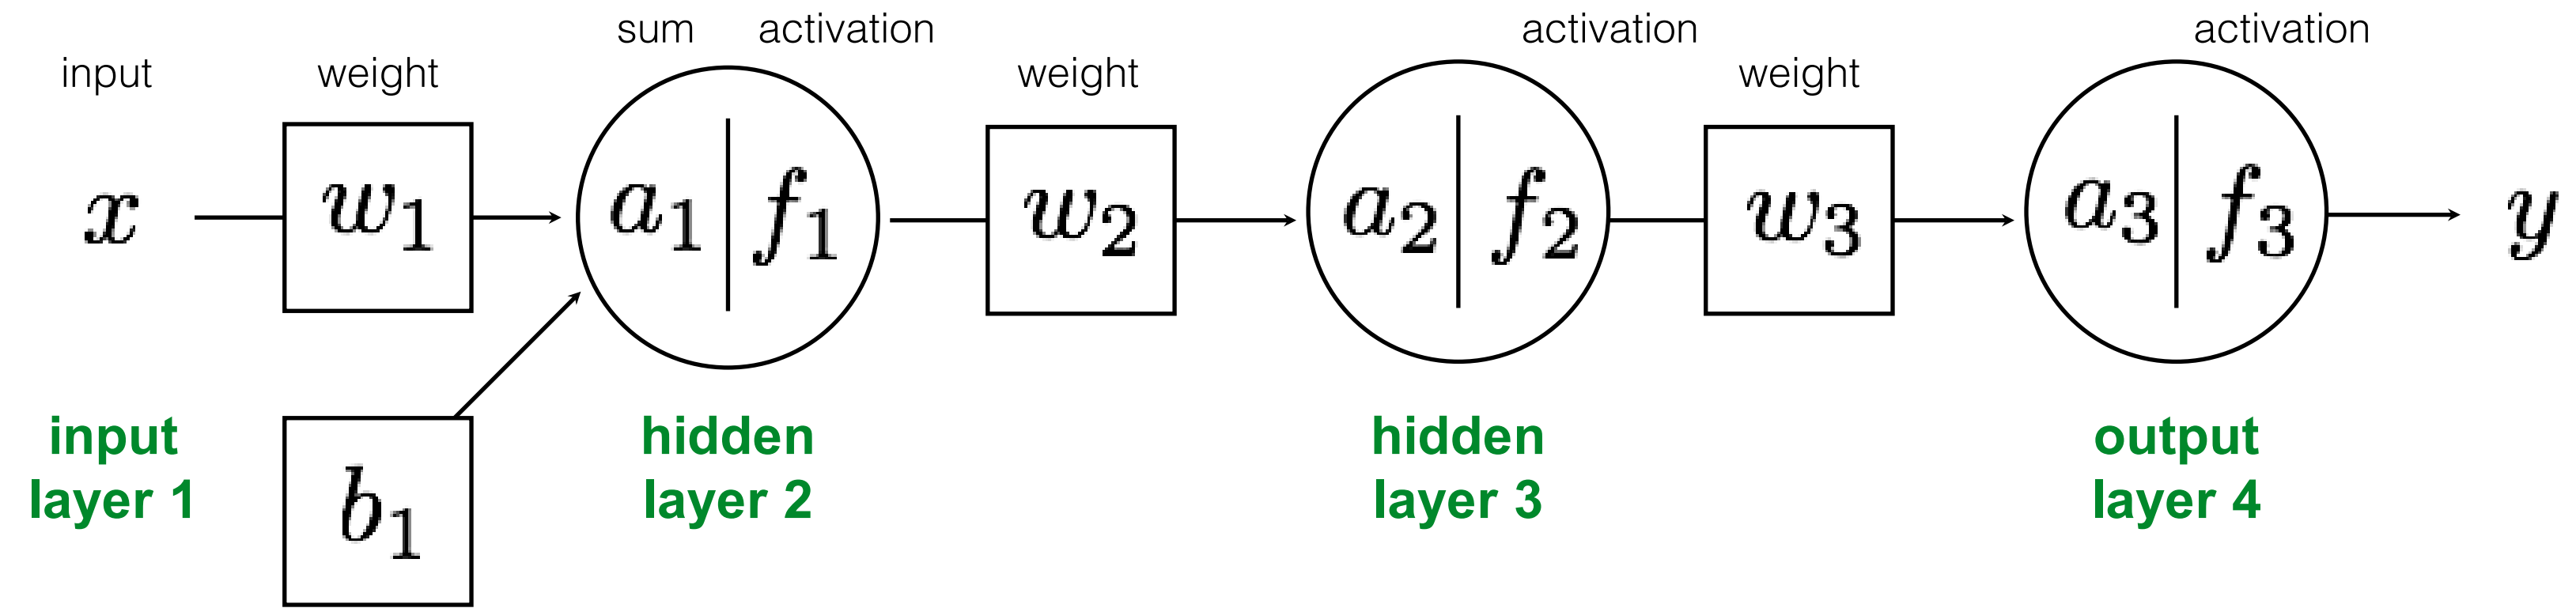 sum activation activation activation
input weight weight weight
x w₁ a₁ | f₁ w₂ a₂ | f₂ w₃ a₃ | f₃ y
input hidden hidden output
layer 1 layer 2 layer 3 layer 4
b₁